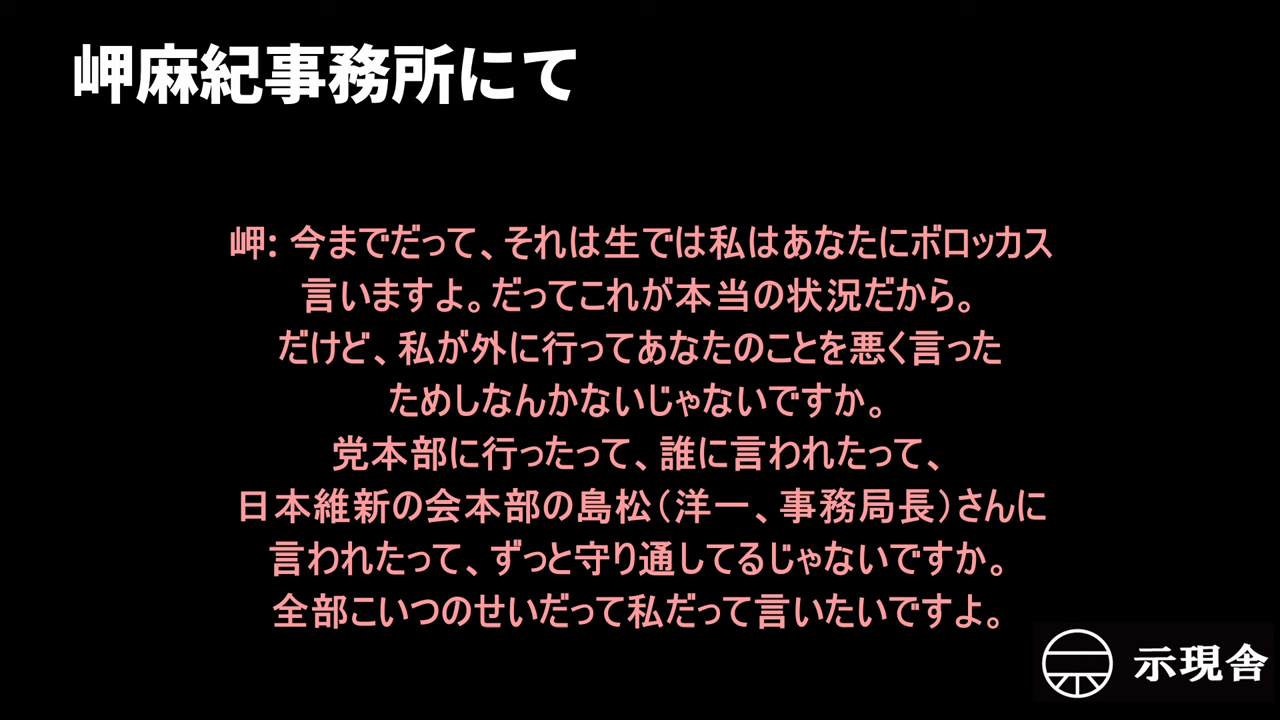 岬麻紀事務所にて
岬: 今までだって、それは生では私はあなたにボロッカス
言いますよ。だってこれが本当の状況だから。
だけど、私が外に行ってあなたのことを悪く言った
ためしなんかないじゃないですか。
党本部に行ったって、誰に言われたって、
日本維新の会本部の島松（洋一、事務局長）さんに
言われたって、ずっと守り通してるじゃないですか。
全部こいつのせいだって私だって言いたいですよ。
示現舎